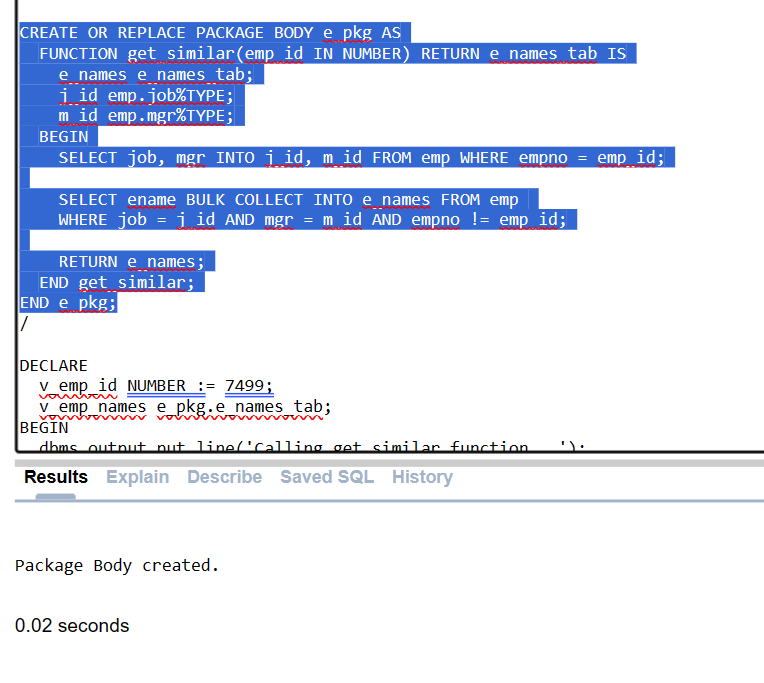 CREATE OR REPLACE PACKAGE BODY e_pkg AS
FUNCTION get_similar(emp_id IN NUMBER) RETURN e_names_tab IS
e_names e_names_tab;
j_id emp.job%TYPE;
m_id emp.mgr%TYPE;
BEGIN
SELECT job, mgr INTO j_id, m_id FROM emp WHERE empno = emp_id;
SELECT ename BULK COLLECT INTO e_names FROM emp
WHERE job = j_id AND mgr = m_id AND empno != emp_id;
RETURN e_names;
END get_similar;
END e_pkg;
/
DECLARE
v_emp_id NUMBER := 7499;
v_emp_names e_pkg.e_names_tab;
BEGIN
dbms_output.put_line('Calling get_similar function...');
Results Explain Describe Saved SQL History
Package Body created.
0.02 seconds